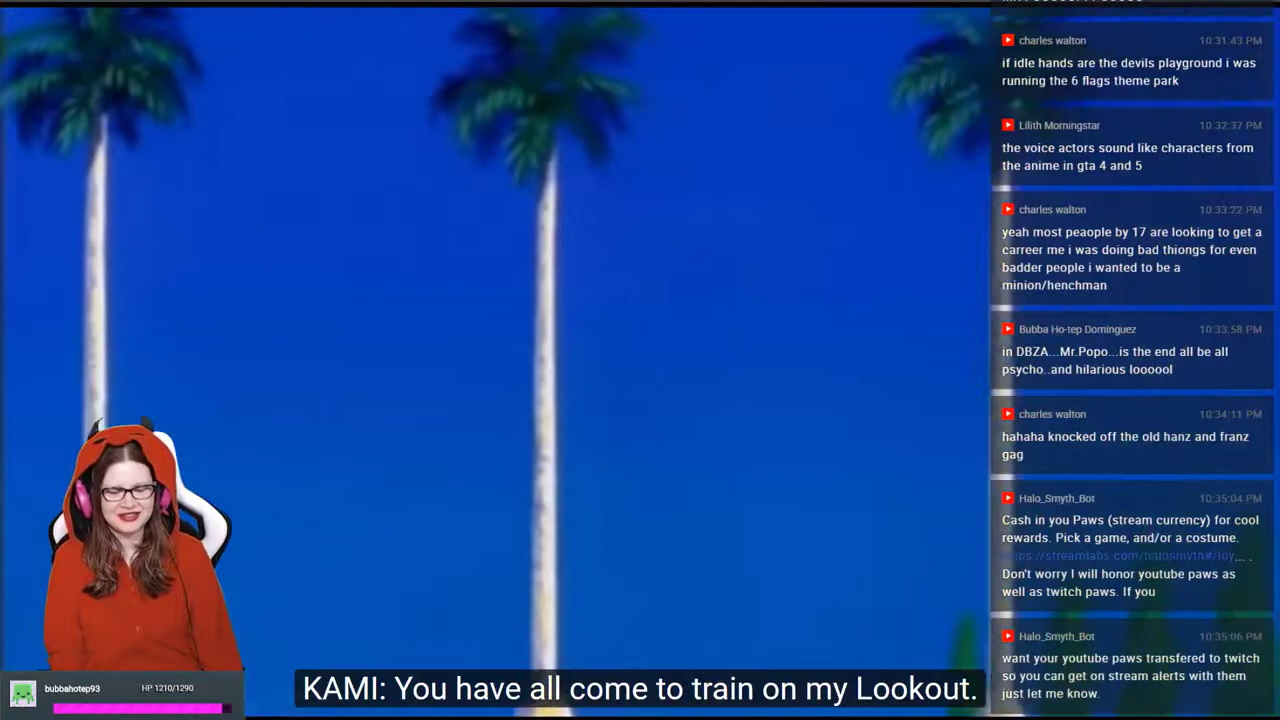 charles walton 10:31:43 PM
if idle hands are the devils playground i was
running the 6 flags theme park
Lilith Morningstar 10:32:37 PM
the voice actors sound like characters from
the anime in gta 4 and 5
charles walton 10:33:22 PM
yeah most peaople by 17 are looking to get a
carreer me i was doing bad thiongs for even
badder people i wanted to be a
minion/henchman
Bubba Ho-tep Dominguez 10:33:58 PM
in DBZA...Mr.Popo...is the end all be all
psycho..and hilarious loooool
charles walton 10:34:11 PM
hahaha knocked off the old hanz and franz
gag
Halo_Smyth_Bot 10:35:04 PM
Cash in you Paws (stream currency) for cool
rewards. Pick a game, and/or a costume.
Don't worry I will honor youtube paws as
well as twitch paws. If you
Halo_Smyth_Bot 10:35:06 PM
want your youtube paws transfered to twitch
so you can get on stream alerts with them
just let me know.
bubbahotep93 HP 1210/1290
KAMI: You have all come to train on my Lookout.